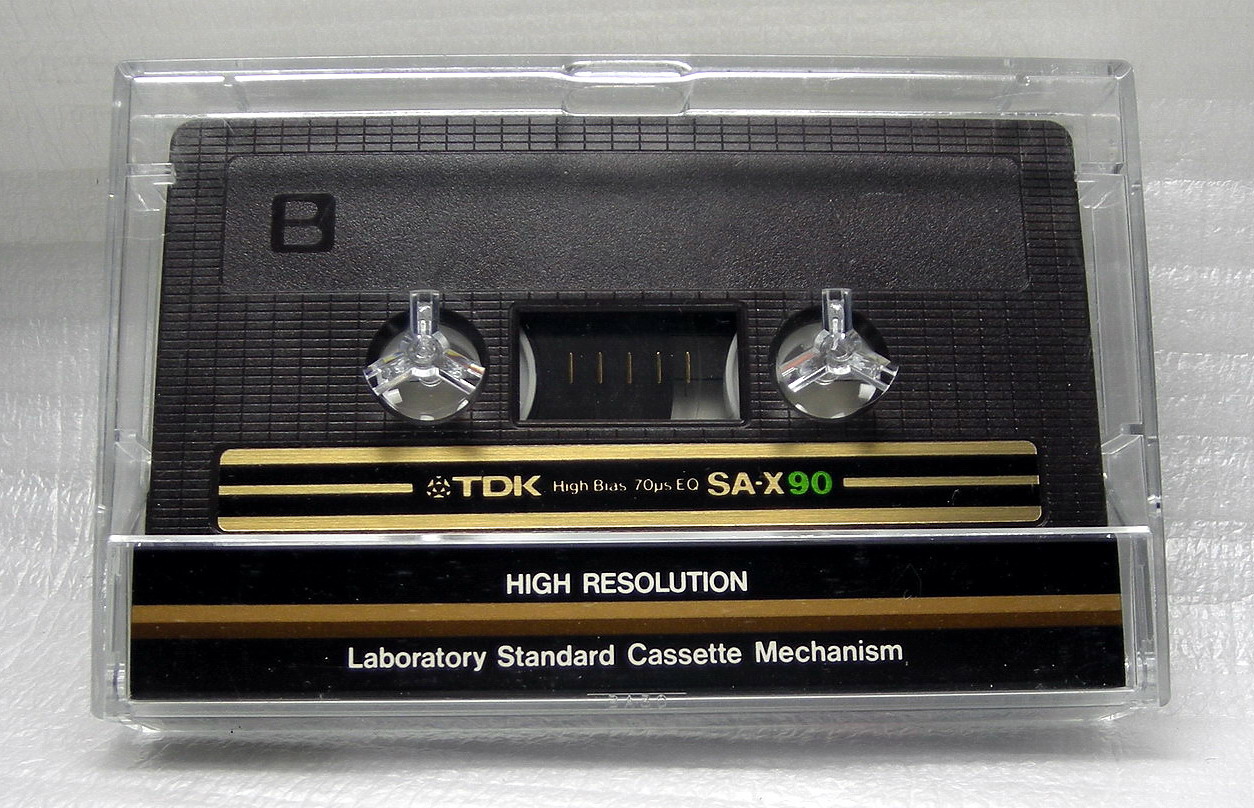 B
TDK High Bias 70μs EQ SA-X90
HIGH RESOLUTION
Laboratory Standard Cassette Mechanism